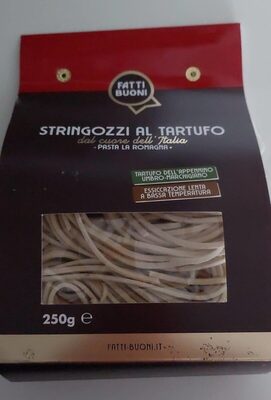 FATTI
BUONI
STRINGOZZI AL TARTUFO
dal cuore dell'Italia
- PASTA LA ROMAGNA -
TARTUFO DELL'APPENNINO
UMBRO-MARCHIGIANO
ESSICCAZIONE LENTA
A BASSA TEMPERATURA
250g ℮
FATTI-BUONI.IT